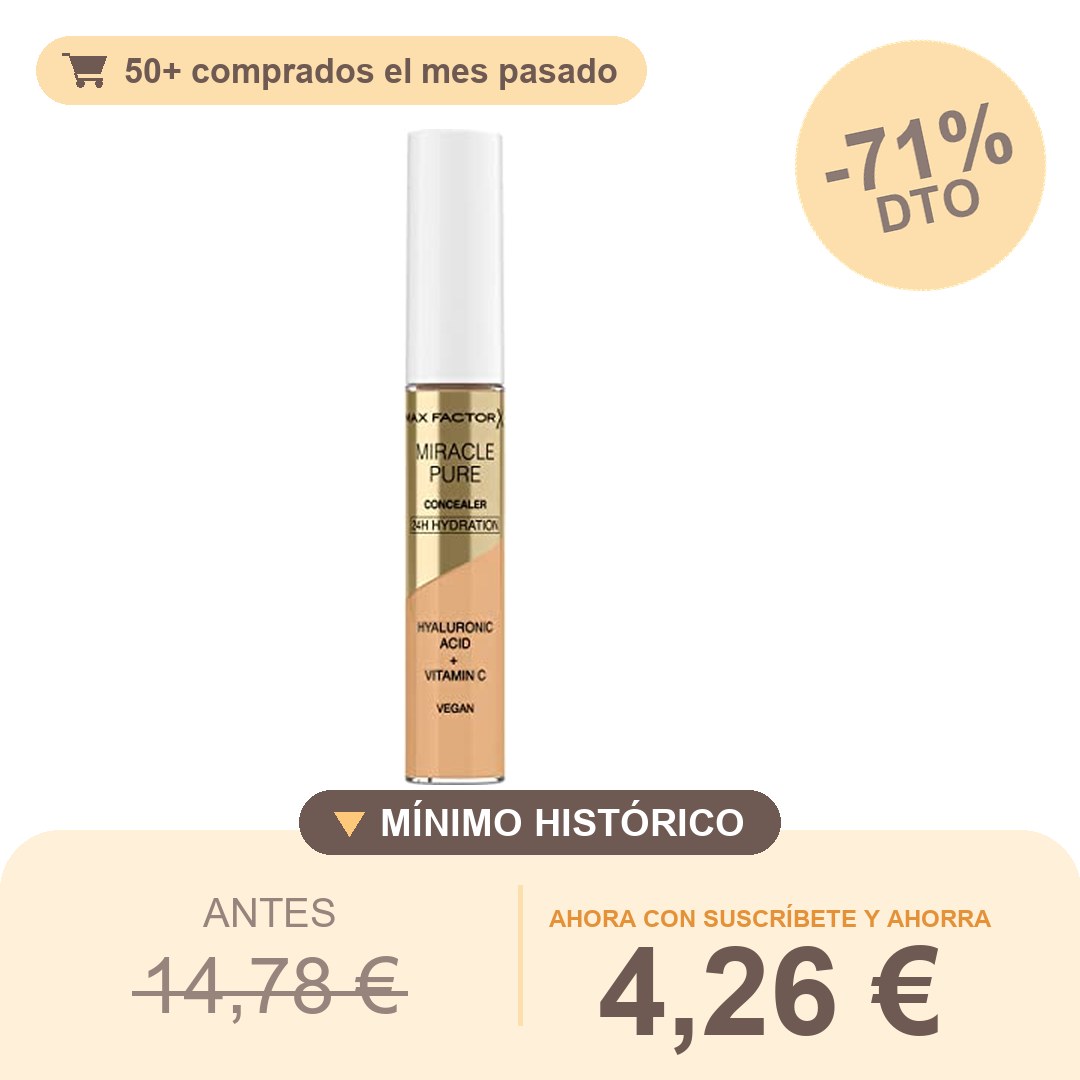 50+ comprados el mes pasado
-71%
DTO
MAX FACTOR X
MIRACLE
PURE
CONCEALER
24H HYDRATION
HYALURONIC
ACID
+
VITAMIN C
VEGAN
MÍNIMO HISTÓRICO
ANTES
14,78 €
AHORA CON SUSCRÍBETE Y AHORRA
4,26 €